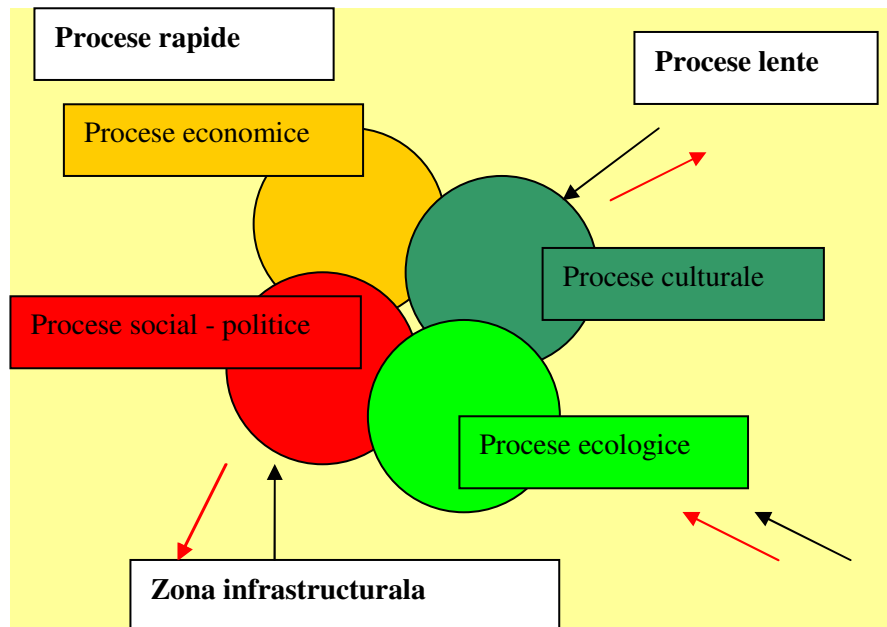 Procese rapide
Procese lente
Procese economice
Procese culturale
Procese social - politice
Procese ecologice
Zona infrastructurala